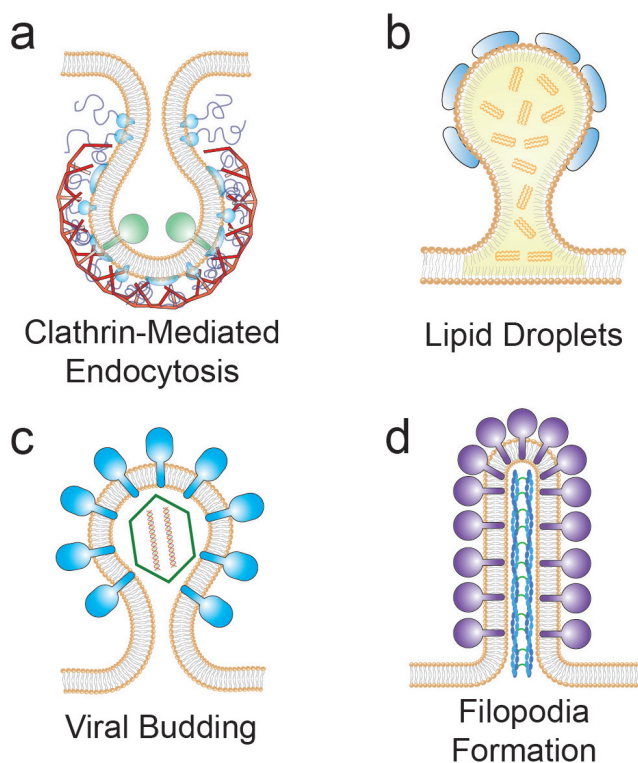 a
b
Clathrin-Mediated
Endocytosis
Lipid Droplets
c
d
Viral Budding
Filopodia
Formation